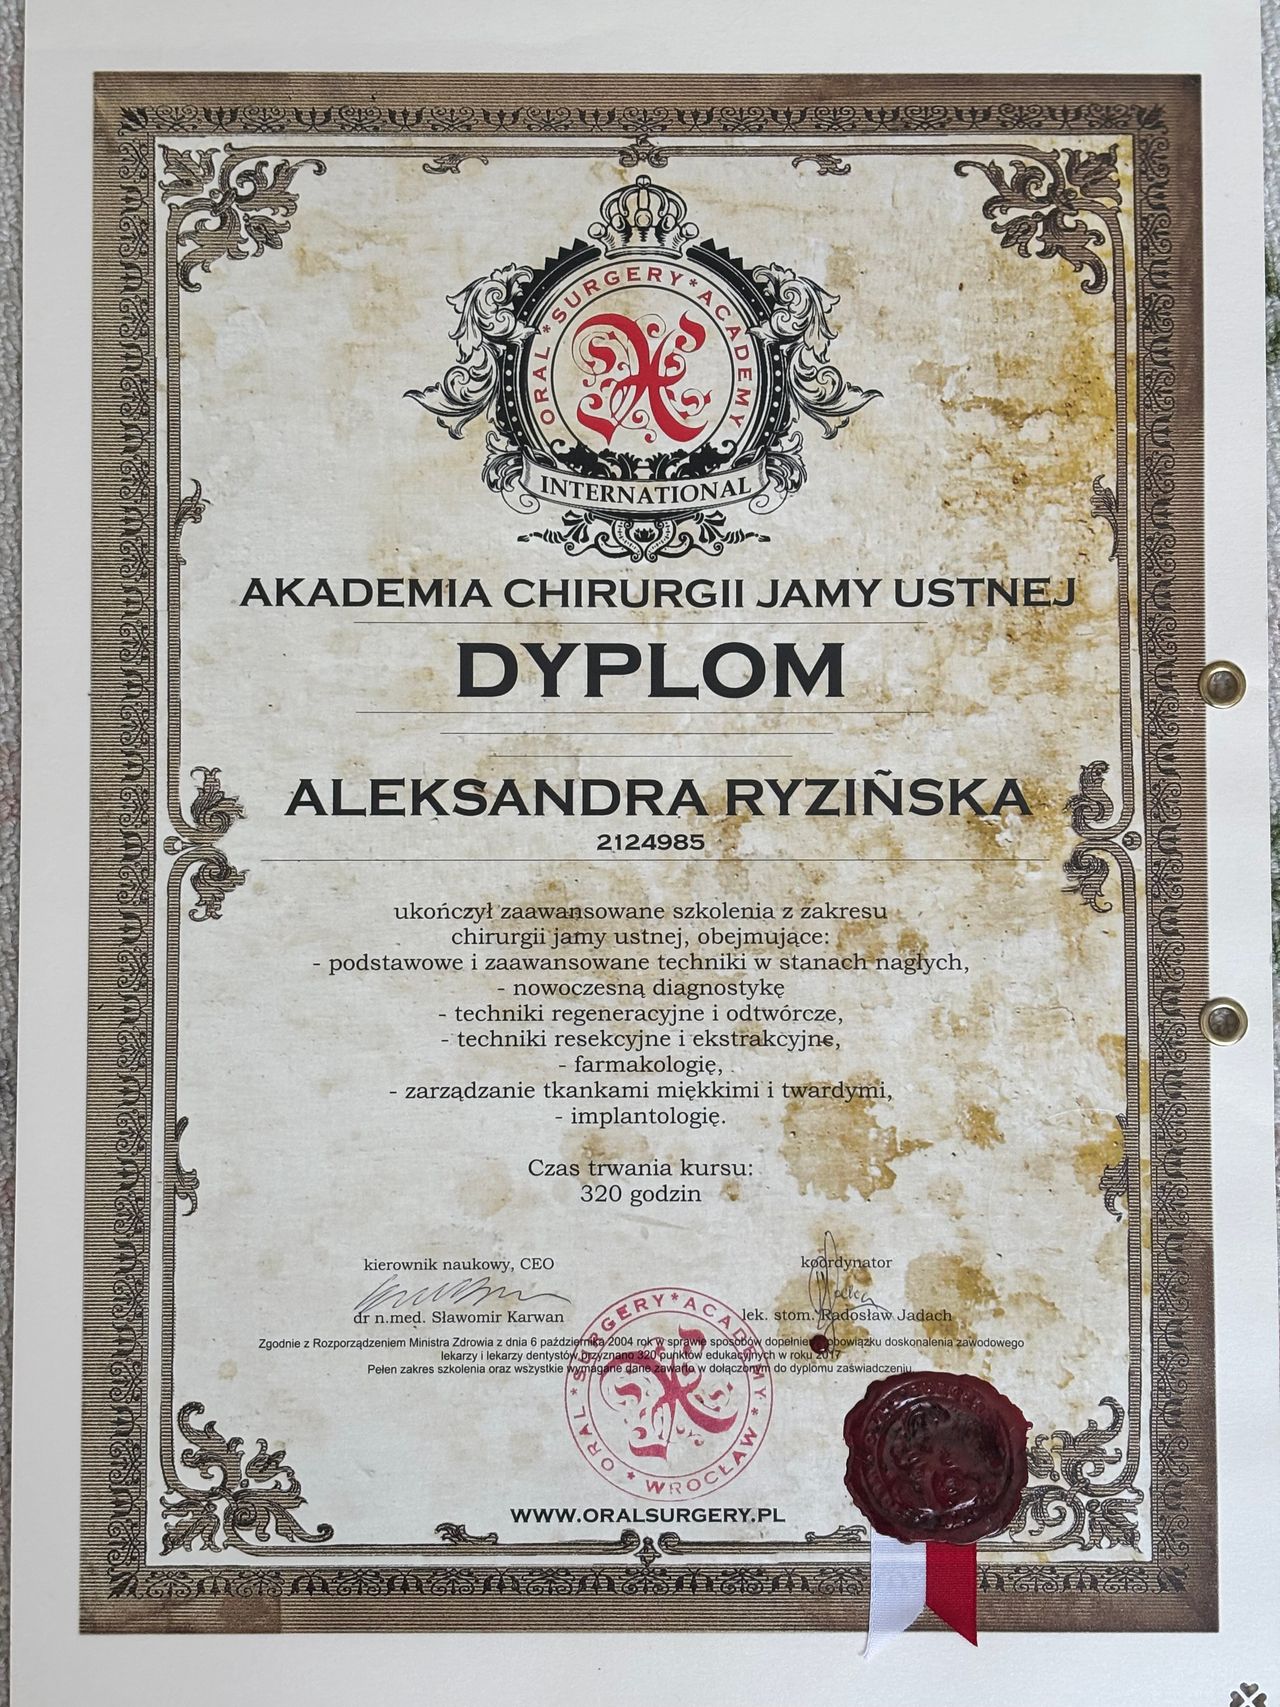 ORAL * SURGERY * ACADEMY
INTERNATIONAL
AKADEMIA CHIRURGII JAMY USTNEJ
DYPLOM
ALEKSANDRA RYZIÑSKA
2124985
ukończył zaawansowane szkolenia z zakresu
chirurgii jamy ustnej, obejmujące:
- podstawowe i zaawansowane techniki w stanach nagłych,
- nowoczesną diagnostykę
- techniki regeneracyjne i odtwórcze,
- techniki resekcyjne i ekstrakcyjne,
- farmakologię,
- zarządzanie tkankami miękkimi i twardymi,
- implantologię.
Czas trwania kursu:
320 godzin
kierownik naukowy, CEO
koordynator
dr n.med. Sławomir Karwan
lek. stom. Radosław Jadach
Zgodnie z Rozporządzeniem Ministra Zdrowia z dnia 6 października 2004 rok w sprawie sposobów dopełnienia obowiązku doskonalenia zawodowego
lekarzy i lekarzy dentystów przyznano 320 punktów edukacyjnych w roku 2017
Pełen zakres szkolenia oraz wszystkie wymagane dane zawarto w dołączonym do dyplomu zaświadczeniu.
ORAL * SURGERY * ACADEMY * WROCŁAW *
WWW.ORALSURGERY.PL